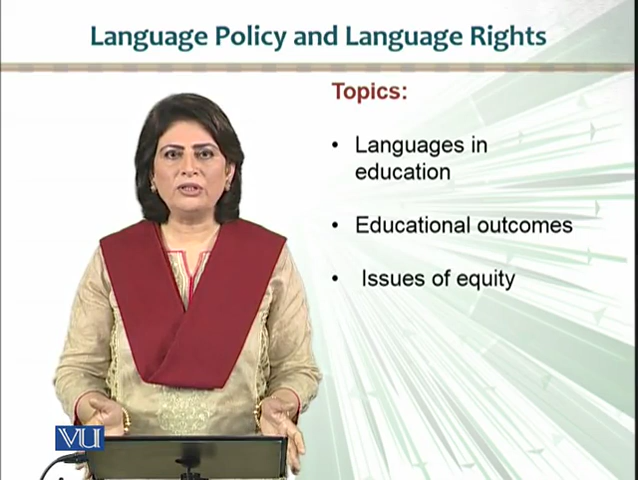 Language Policy and Language Rights
Topics:
• Languages in
education
• Educational outcomes
• Issues of equity
VU